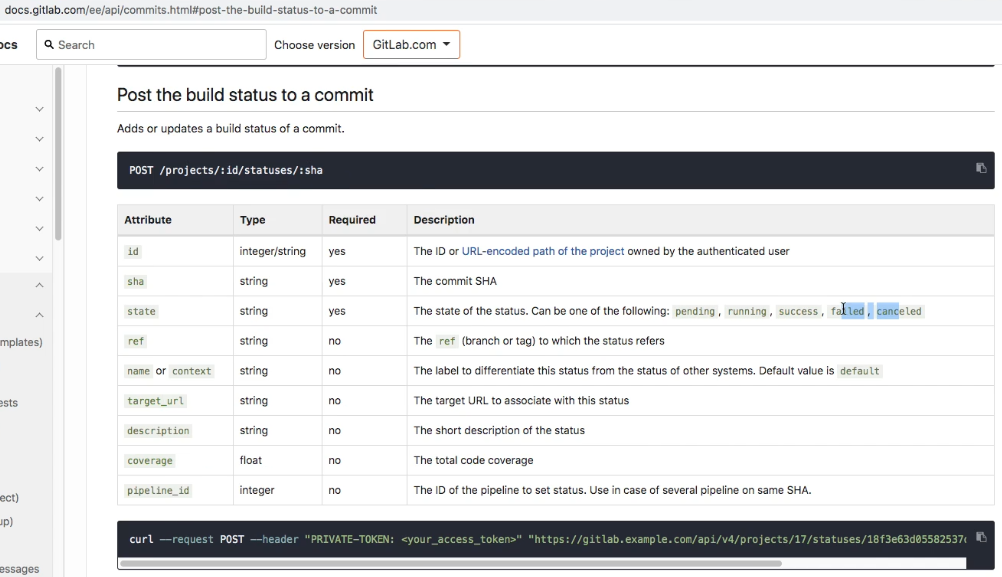 docs.gitlab.com/ee/api/commits.html#post-the-build-status-to-a-commit
ocs Search Choose version GitLab.com
Post the build status to a commit
Adds or updates a build status of a commit.
POST /projects/:id/statuses/:sha
Attribute Type Required Description
id integer/string yes The ID or URL-encoded path of the project owned by the authenticated user
sha string yes The commit SHA
state string yes The state of the status. Can be one of the following: pending, running, success, failed, canceled
mplates)
ref string no The ref (branch or tag) to which the status refers
name or context string no The label to differentiate this status from the status of other systems. Default value is default
ests
target_url string no The target URL to associate with this status
description string no The short description of the status
coverage float no The total code coverage
ect)
pipeline_id integer no The ID of the pipeline to set status. Use in case of several pipeline on same SHA.
up)
curl --request POST --header "PRIVATE-TOKEN: <your_access_token>" "https://gitlab.example.com/api/v4/projects/17/statuses/18f3e63d05582537
essages